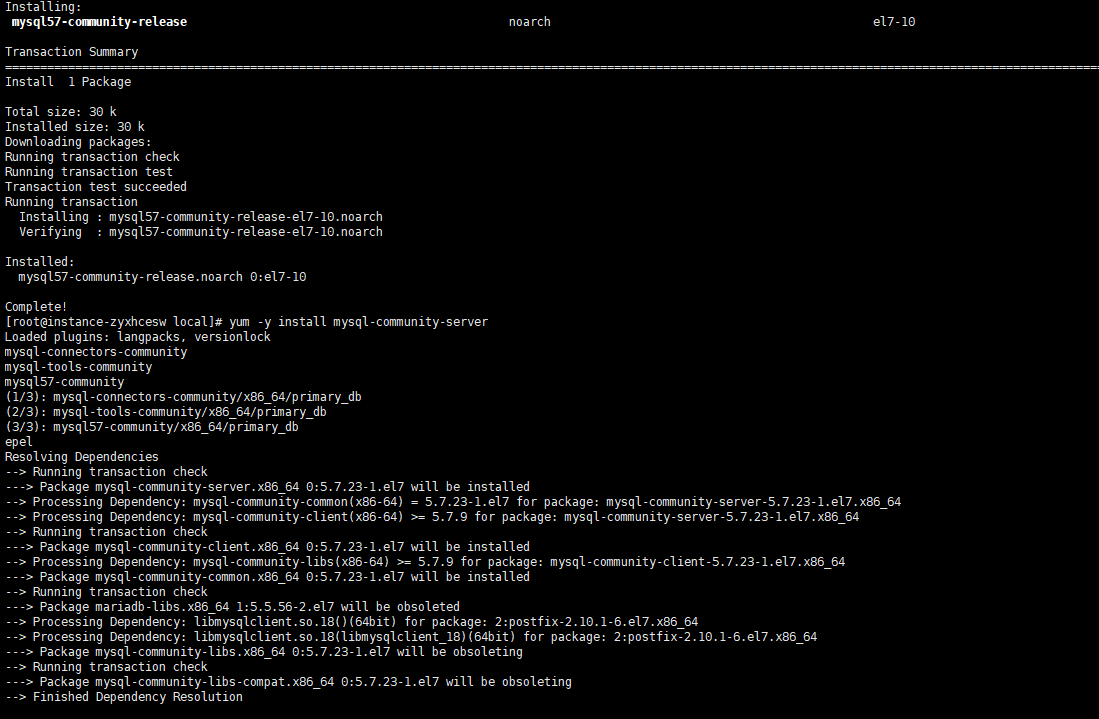 Installing:
mysql57-community-release noarch el7-10
Transaction Summary
================================================================================
Install  1 Package
Total size: 30 k
Installed size: 30 k
Downloading packages:
Running transaction check
Running transaction test
Transaction test succeeded
Running transaction
  Installing : mysql57-community-release-el7-10.noarch
  Verifying  : mysql57-community-release-el7-10.noarch
Installed:
  mysql57-community-release.noarch 0:el7-10
Complete!
[root@instance-zyxhcesw local]# yum -y install mysql-community-server
Loaded plugins: langpacks, versionlock
mysql-connectors-community
mysql-tools-community
mysql57-community
(1/3): mysql-connectors-community/x86_64/primary_db
(2/3): mysql-tools-community/x86_64/primary_db
(3/3): mysql57-community/x86_64/primary_db
epel
Resolving Dependencies
--> Running transaction check
---> Package mysql-community-server.x86_64 0:5.7.23-1.el7 will be installed
--> Processing Dependency: mysql-community-common(x86-64) = 5.7.23-1.el7 for package: mysql-community-server-5.7.23-1.el7.x86_64
--> Processing Dependency: mysql-community-client(x86-64) >= 5.7.9 for package: mysql-community-server-5.7.23-1.el7.x86_64
--> Running transaction check
---> Package mysql-community-client.x86_64 0:5.7.23-1.el7 will be installed
--> Processing Dependency: mysql-community-libs(x86-64) >= 5.7.9 for package: mysql-community-client-5.7.23-1.el7.x86_64
---> Package mysql-community-common.x86_64 0:5.7.23-1.el7 will be installed
--> Running transaction check
---> Package mariadb-libs.x86_64 1:5.5.56-2.el7 will be obsoleted
--> Processing Dependency: libmysqlclient.so.18()(64bit) for package: 2:postfix-2.10.1-6.el7.x86_64
--> Processing Dependency: libmysqlclient.so.18(libmysqlclient_18)(64bit) for package: 2:postfix-2.10.1-6.el7.x86_64
---> Package mysql-community-libs.x86_64 0:5.7.23-1.el7 will be obsoleting
--> Running transaction check
---> Package mysql-community-libs-compat.x86_64 0:5.7.23-1.el7 will be obsoleting
--> Finished Dependency Resolution